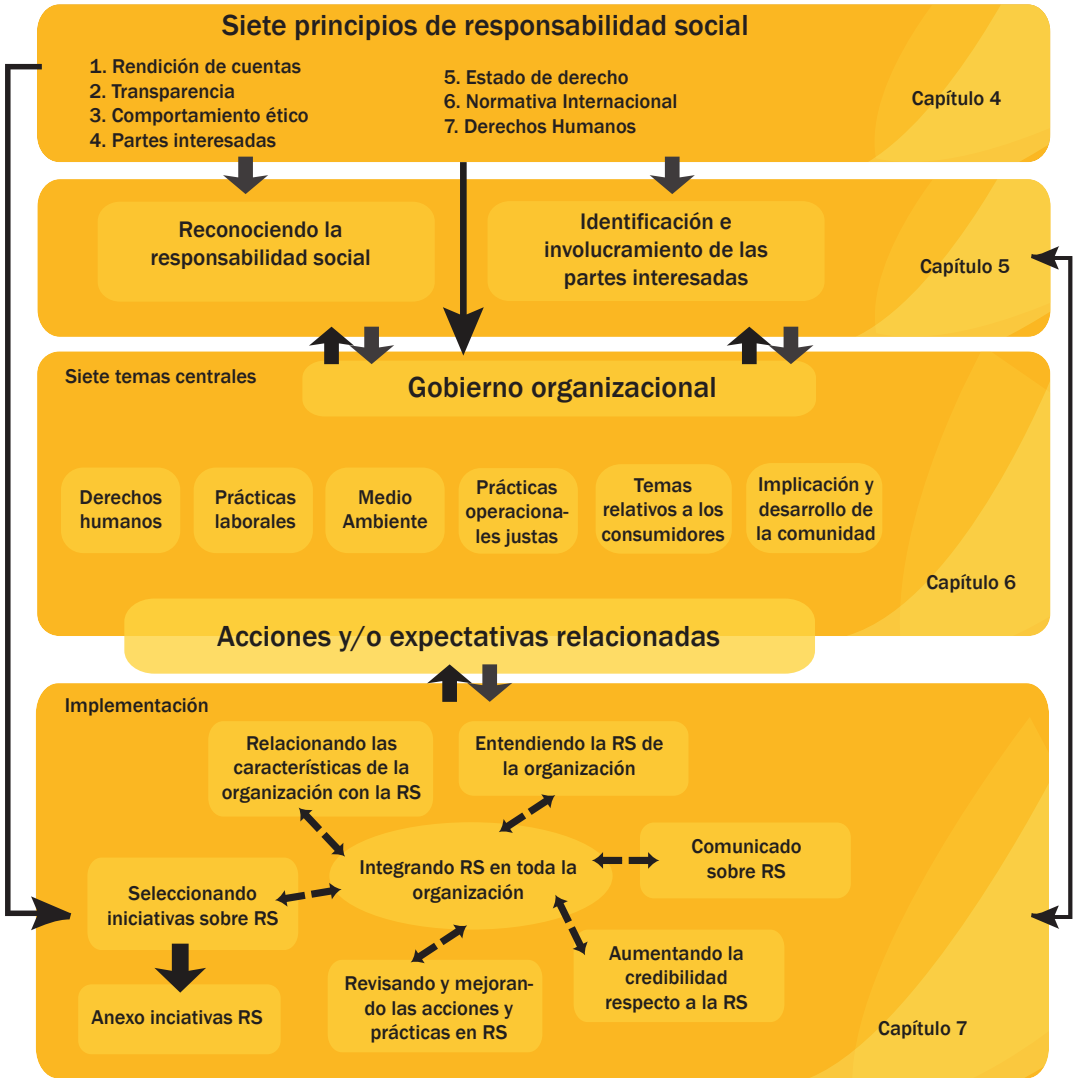 Siete principios de responsabilidad social
1. Rendición de cuentas
2. Transparencia
3. Comportamiento ético
4. Partes interesadas
5. Estado de derecho
6. Normativa Internacional
7. Derechos Humanos
Capítulo 4
Reconociendo la
responsabilidad social
Identificación e
involucramiento de las
partes interesadas
Capítulo 5
Siete temas centrales
Gobierno organizacional
Derechos
humanos
Prácticas
laborales
Medio
Ambiente
Prácticas
operaciona-
les justas
Temas
relativos a los
consumidores
Implicación y
desarrollo de
la comunidad
Capítulo 6
Acciones y/o expectativas relacionadas
Implementación
Relacionando las
características de la
organización con la RS
Entendiendo la RS de
la organización
Integrando RS en toda la
organización
Comunicado
sobre RS
Seleccionando
iniciativas sobre RS
Anexo inciativas RS
Revisando y mejoran-
do las acciones y
prácticas en RS
Aumentando la
credibilidad
respecto a la RS
Capítulo 7